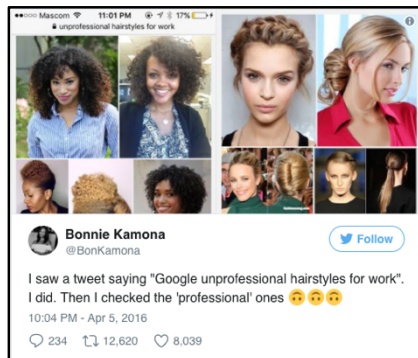 Mascom 11:01 PM 17%
unprofessional hairstyles for work
Bonnie Kamona
@BonKamona
Follow
I saw a tweet saying "Google unprofessional hairstyles for work".
I did. Then I checked the 'professional' ones 🙃🙃🙃
10:04 PM - Apr 5, 2016
234 12,620 8,039